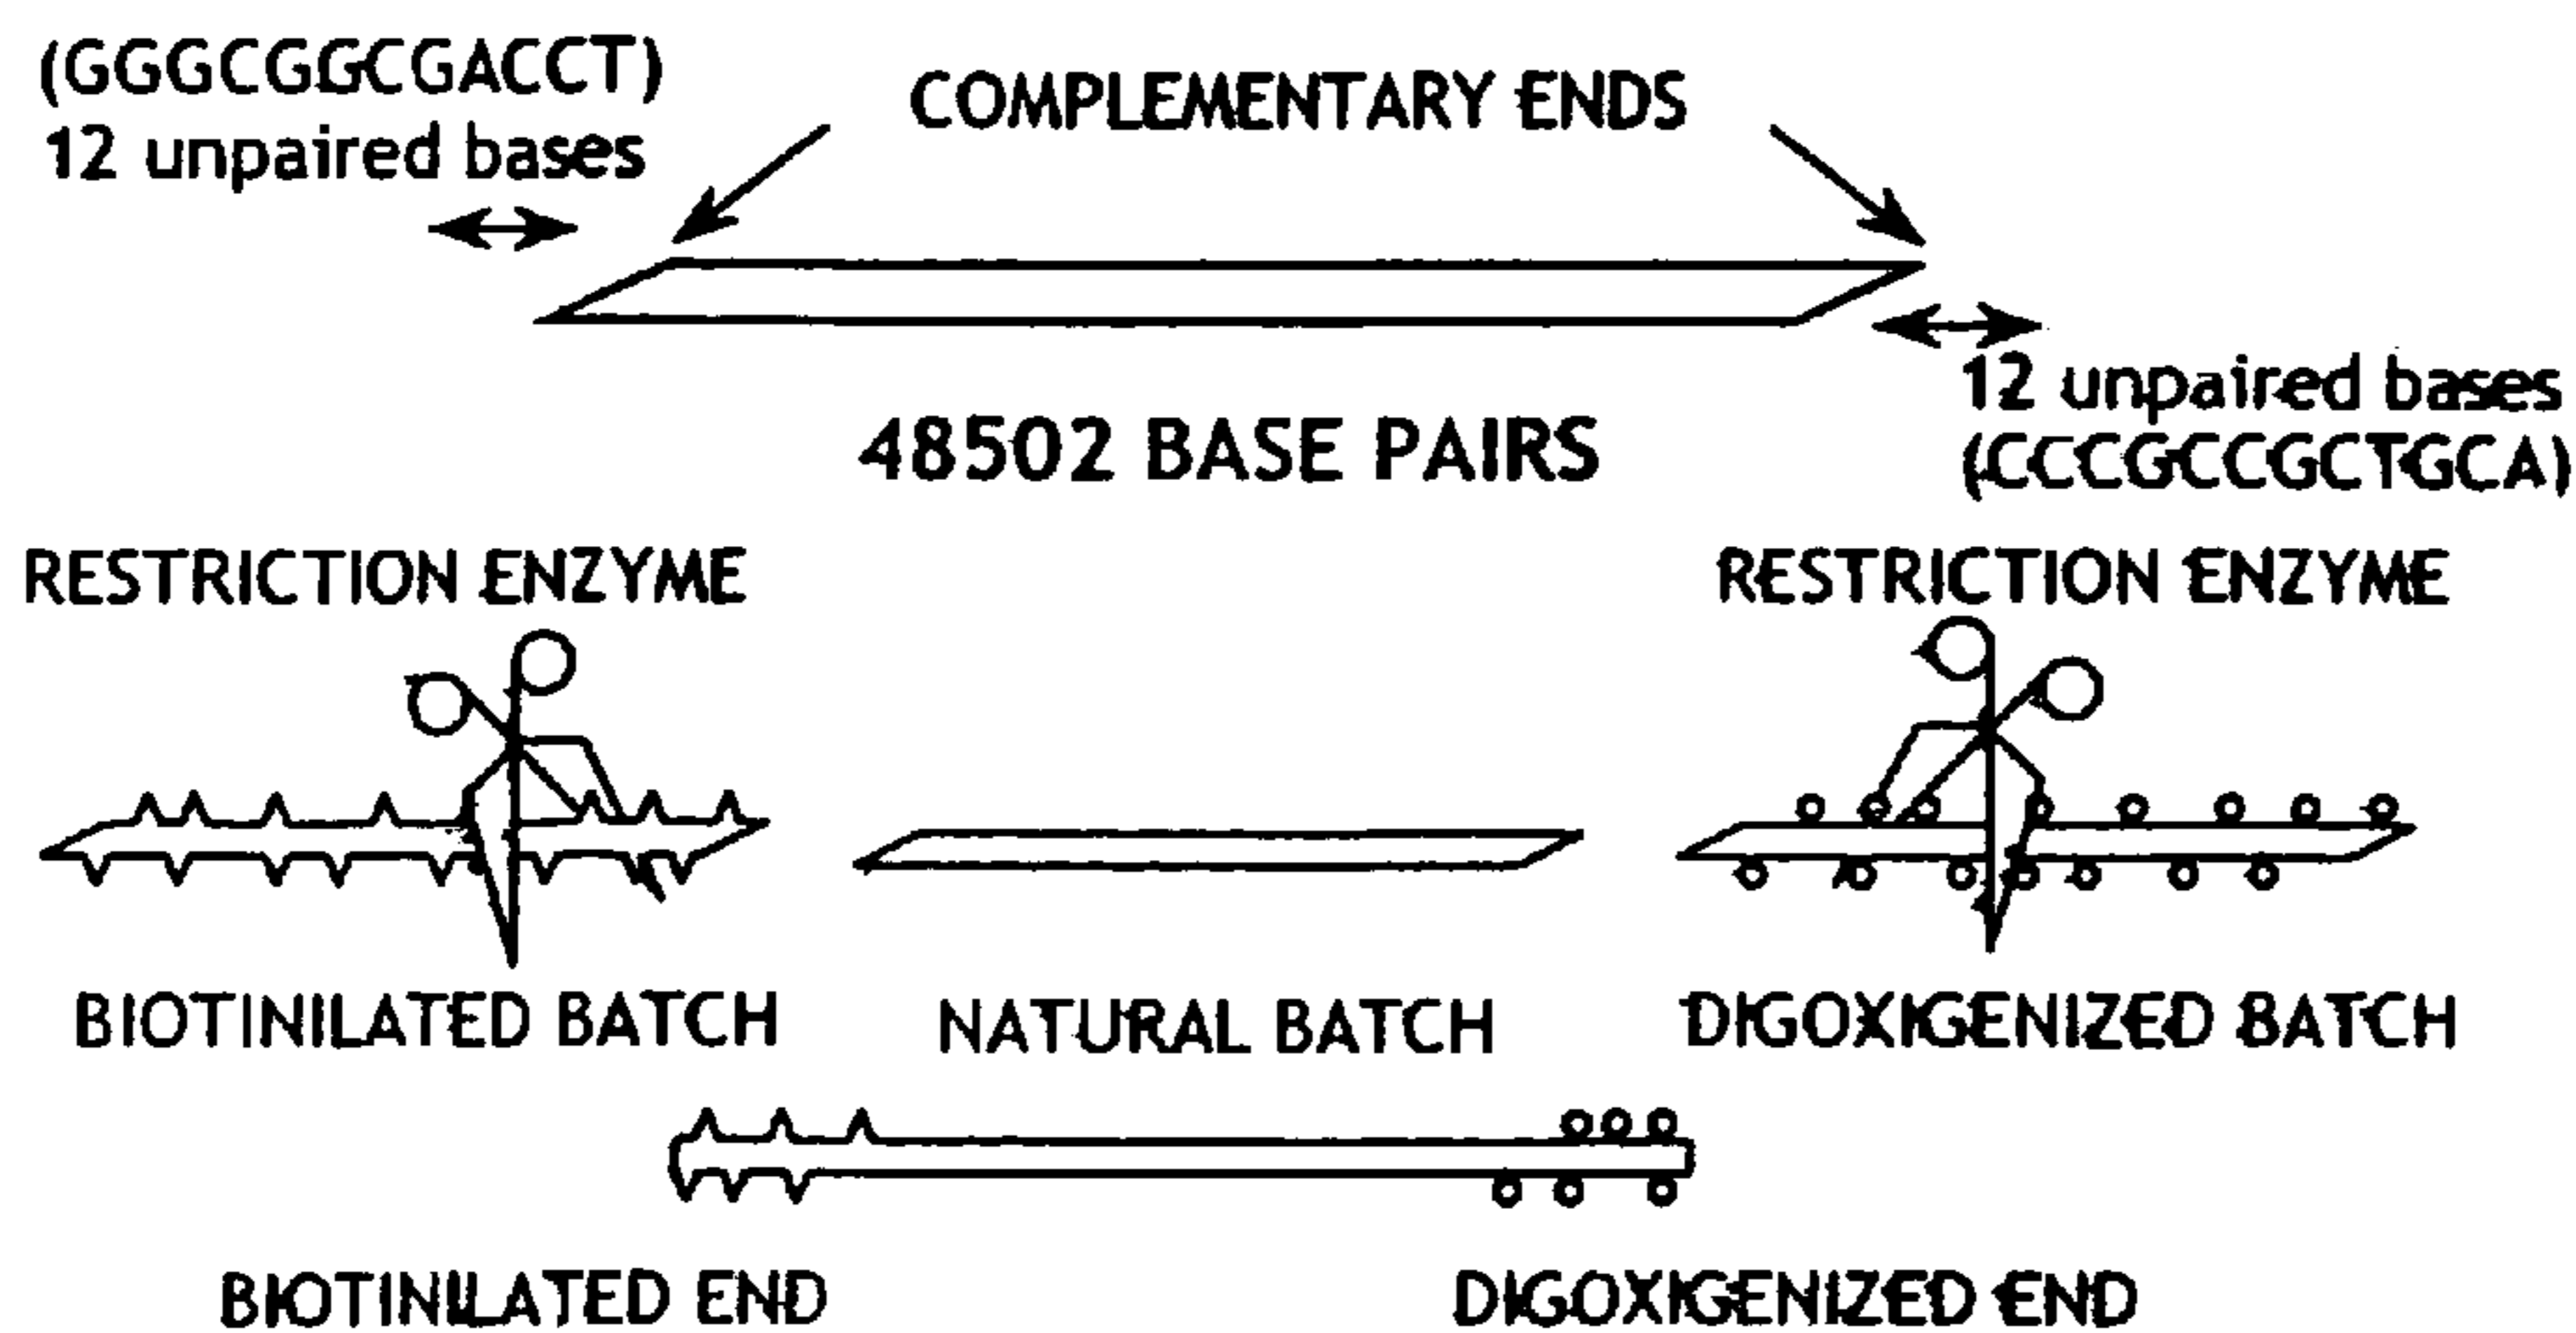 (GGGCGGCGACCT)
12 unpaired bases
COMPLEMENTARY ENDS
12 unpaired bases
(CCCGCCGCTGCA)
48502 BASE PAIRS
RESTRICTION ENZYME
RESTRICTION ENZYME
BIOTINILATED BATCH
NATURAL BATCH
DIGOXIGENIZED BATCH
BIOTINILATED END
DIGOXIGENIZED END